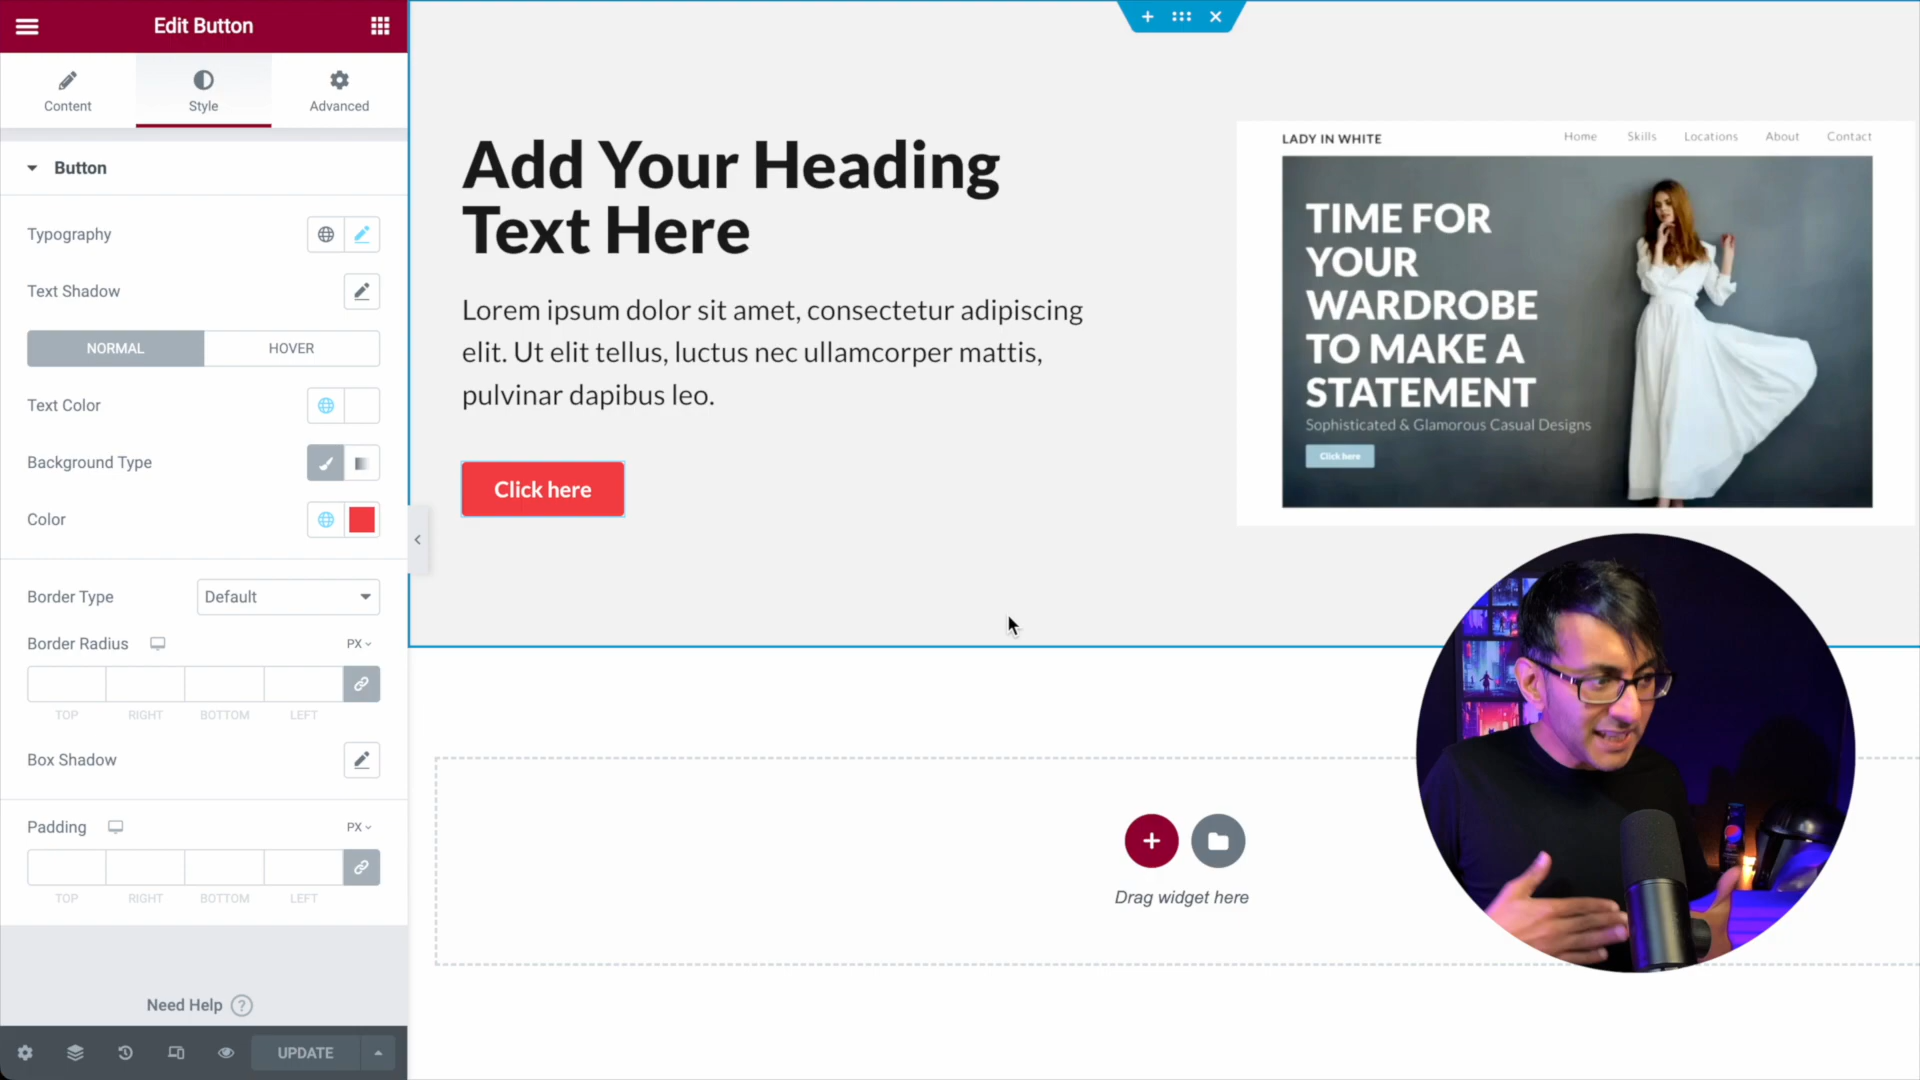 Edit Button
Content
Style
Advanced
Button
Typography
Text Shadow
NORMAL
HOVER
Text Color
Background Type
Color
Border Type
Default
Border Radius
PX
TOP
RIGHT
BOTTOM
LEFT
Box Shadow
Padding
PX
TOP
RIGHT
BOTTOM
LEFT
Need Help ?
UPDATE
Add Your Heading
Text Here
Lorem ipsum dolor sit amet, consectetur adipiscing
elit. Ut elit tellus, luctus nec ullamcorper mattis,
pulvinar dapibus leo.
Click here
LADY IN WHITE
Home
Skills
Locations
About
Contact
TIME FOR
YOUR
WARDROBE
TO MAKE A
STATEMENT
Sophisticated & Glamorous Casual Designs
Click here
Drag widget here